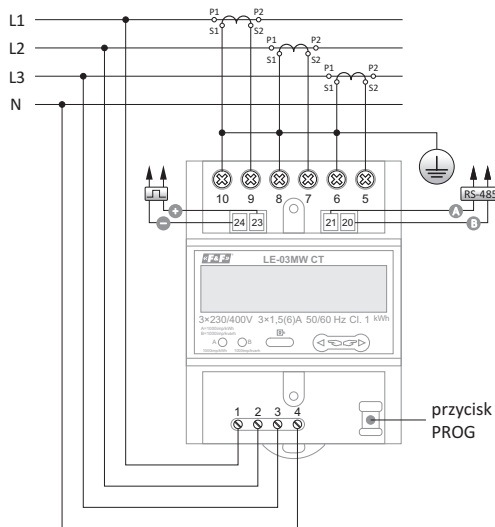 L1
P1 P2
S1 S2
L2
P1 P2
S1 S2
L3
P1 P2
S1 S2
N
10 9 8 7 6 5
+
−
24 23
21 20
A
B
RS-485
F&F
LE-03MW CT
3×230/400V 3×1,5(6)A 50/60 Hz Cl. 1 kWh
A B
1 2 3 4
przycisk
PROG